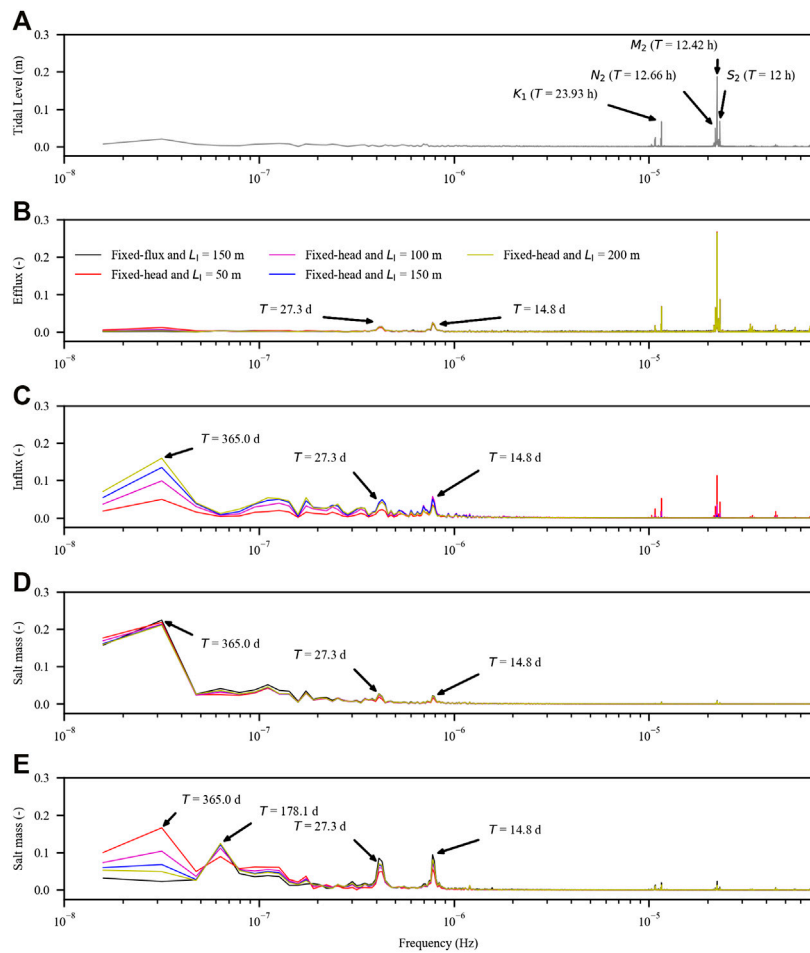 A
0.3
0.2
0.1
0.0
Tidal Level (m)
M₂ (T = 12.42 h)
N₂ (T = 12.66 h)
S₂ (T = 12 h)
K₁ (T = 23.93 h)
10⁻⁸ 10⁻⁷ 10⁻⁶ 10⁻⁵
B
0.3
0.2
0.1
0.0
Efflux (-)
Fixed-flux and Lₗ = 150 m
Fixed-head and Lₗ = 50 m
Fixed-head and Lₗ = 100 m
Fixed-head and Lₗ = 150 m
Fixed-head and Lₗ = 200 m
T = 27.3 d
T = 14.8 d
10⁻⁸ 10⁻⁷ 10⁻⁶ 10⁻⁵
C
0.3
0.2
0.1
0.0
Influx (-)
T = 365.0 d
T = 27.3 d
T = 14.8 d
10⁻⁸ 10⁻⁷ 10⁻⁶ 10⁻⁵
D
0.3
0.2
0.1
0.0
Salt mass (-)
T = 365.0 d
T = 27.3 d
T = 14.8 d
10⁻⁸ 10⁻⁷ 10⁻⁶ 10⁻⁵
E
0.3
0.2
0.1
0.0
Salt mass (-)
T = 365.0 d
T = 178.1 d
T = 27.3 d
T = 14.8 d
10⁻⁸ 10⁻⁷ 10⁻⁶ 10⁻⁵
Frequency (Hz)